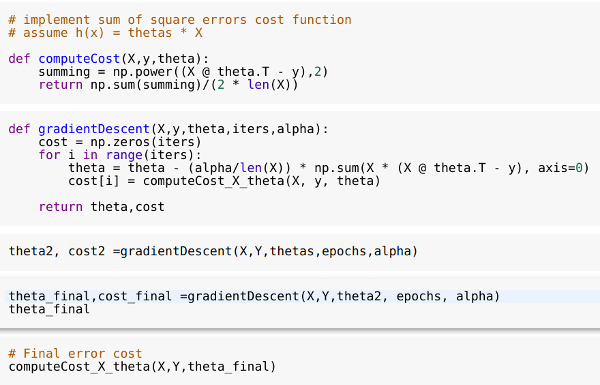 # implement sum of square errors cost function
# assume h(x) = thetas * X
def computeCost(X,y,theta):
    summing = np.power((X @ theta.T - y),2)
    return np.sum(summing)/(2 * len(X))
def gradientDescent(X,y,theta,iters,alpha):
    cost = np.zeros(iters)
    for i in range(iters):
        theta = theta - (alpha/len(X)) * np.sum(X * (X @ theta.T - y), axis=0)
        cost[i] = computeCost_X_theta(X, y, theta)
    return theta,cost
theta2, cost2 =gradientDescent(X,Y,thetas,epochs,alpha)
theta_final,cost_final =gradientDescent(X,Y,theta2, epochs, alpha)
theta_final
# Final error cost
computeCost_X_theta(X,Y,theta_final)